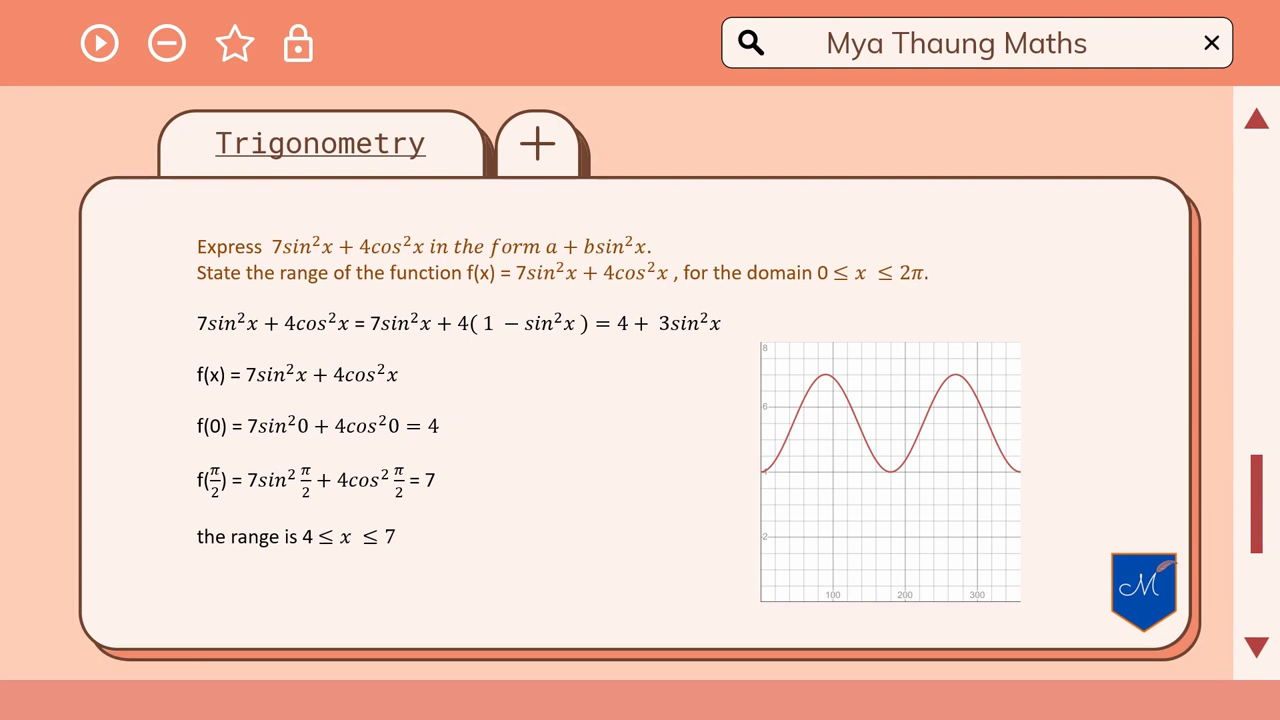 Mya Thaung Maths
Trigonometry
Express 7sin²x + 4cos²x in the form a + bsin²x.
State the range of the function f(x) = 7sin²x + 4cos²x , for the domain 0 ≤ x ≤ 2π.
7sin²x + 4cos²x = 7sin²x + 4( 1 − sin²x ) = 4 + 3sin²x
f(x) = 7sin²x + 4cos²x
f(0) = 7sin²0 + 4cos²0 = 4
f(π/2) = 7sin² π/2 + 4cos² π/2 = 7
the range is 4 ≤ x ≤ 7
8
6
4
2
100 200 300
M